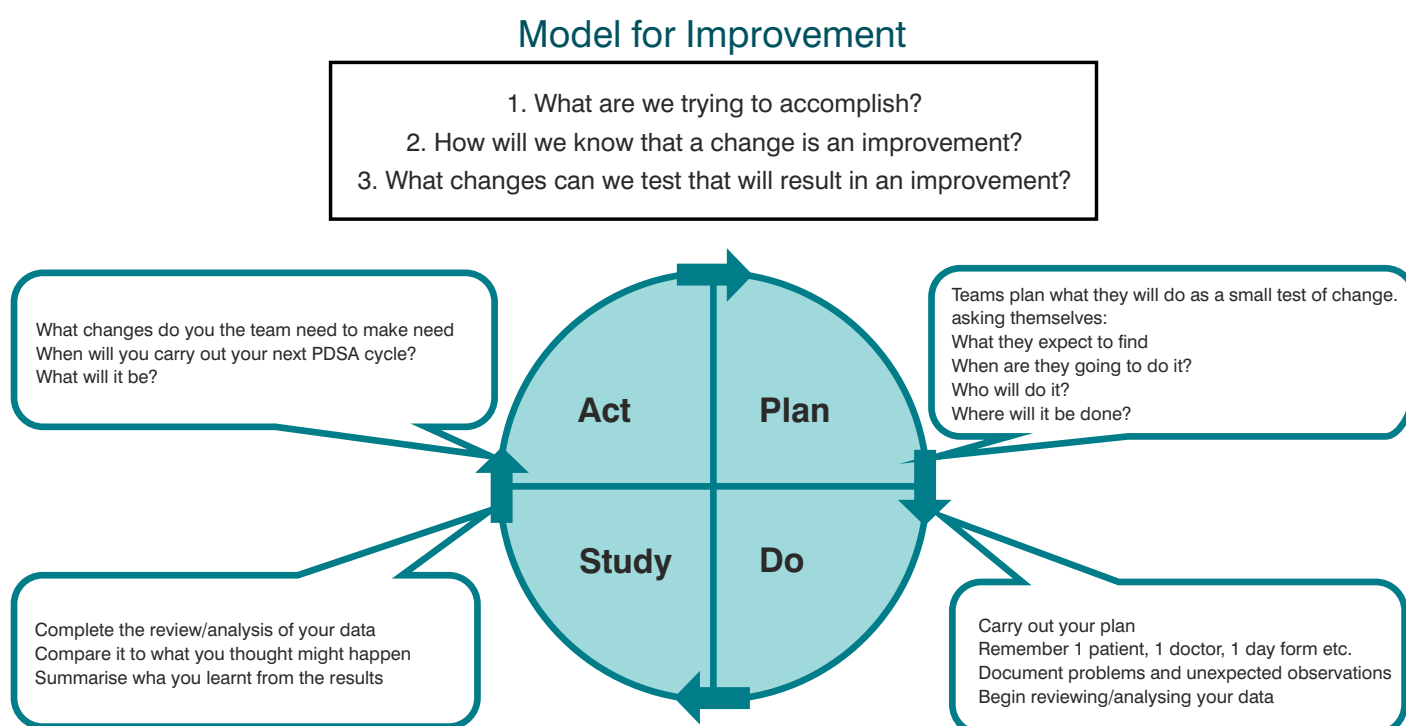 Model for Improvement
1. What are we trying to accomplish?
2. How will we know that a change is an improvement?
3. What changes can we test that will result in an improvement?
What changes do you the team need to make need
When will you carry out your next PDSA cycle?
What will it be?
Teams plan what they will do as a small test of change.
asking themselves:
What they expect to find
When are they going to do it?
Who will do it?
Where will it be done?
Act
Plan
Study
Do
Complete the review/analysis of your data
Compare it to what you thought might happen
Summarise wha you learnt from the results
Carry out your plan
Remember 1 patient, 1 doctor, 1 day form etc.
Document problems and unexpected observations
Begin reviewing/analysing your data